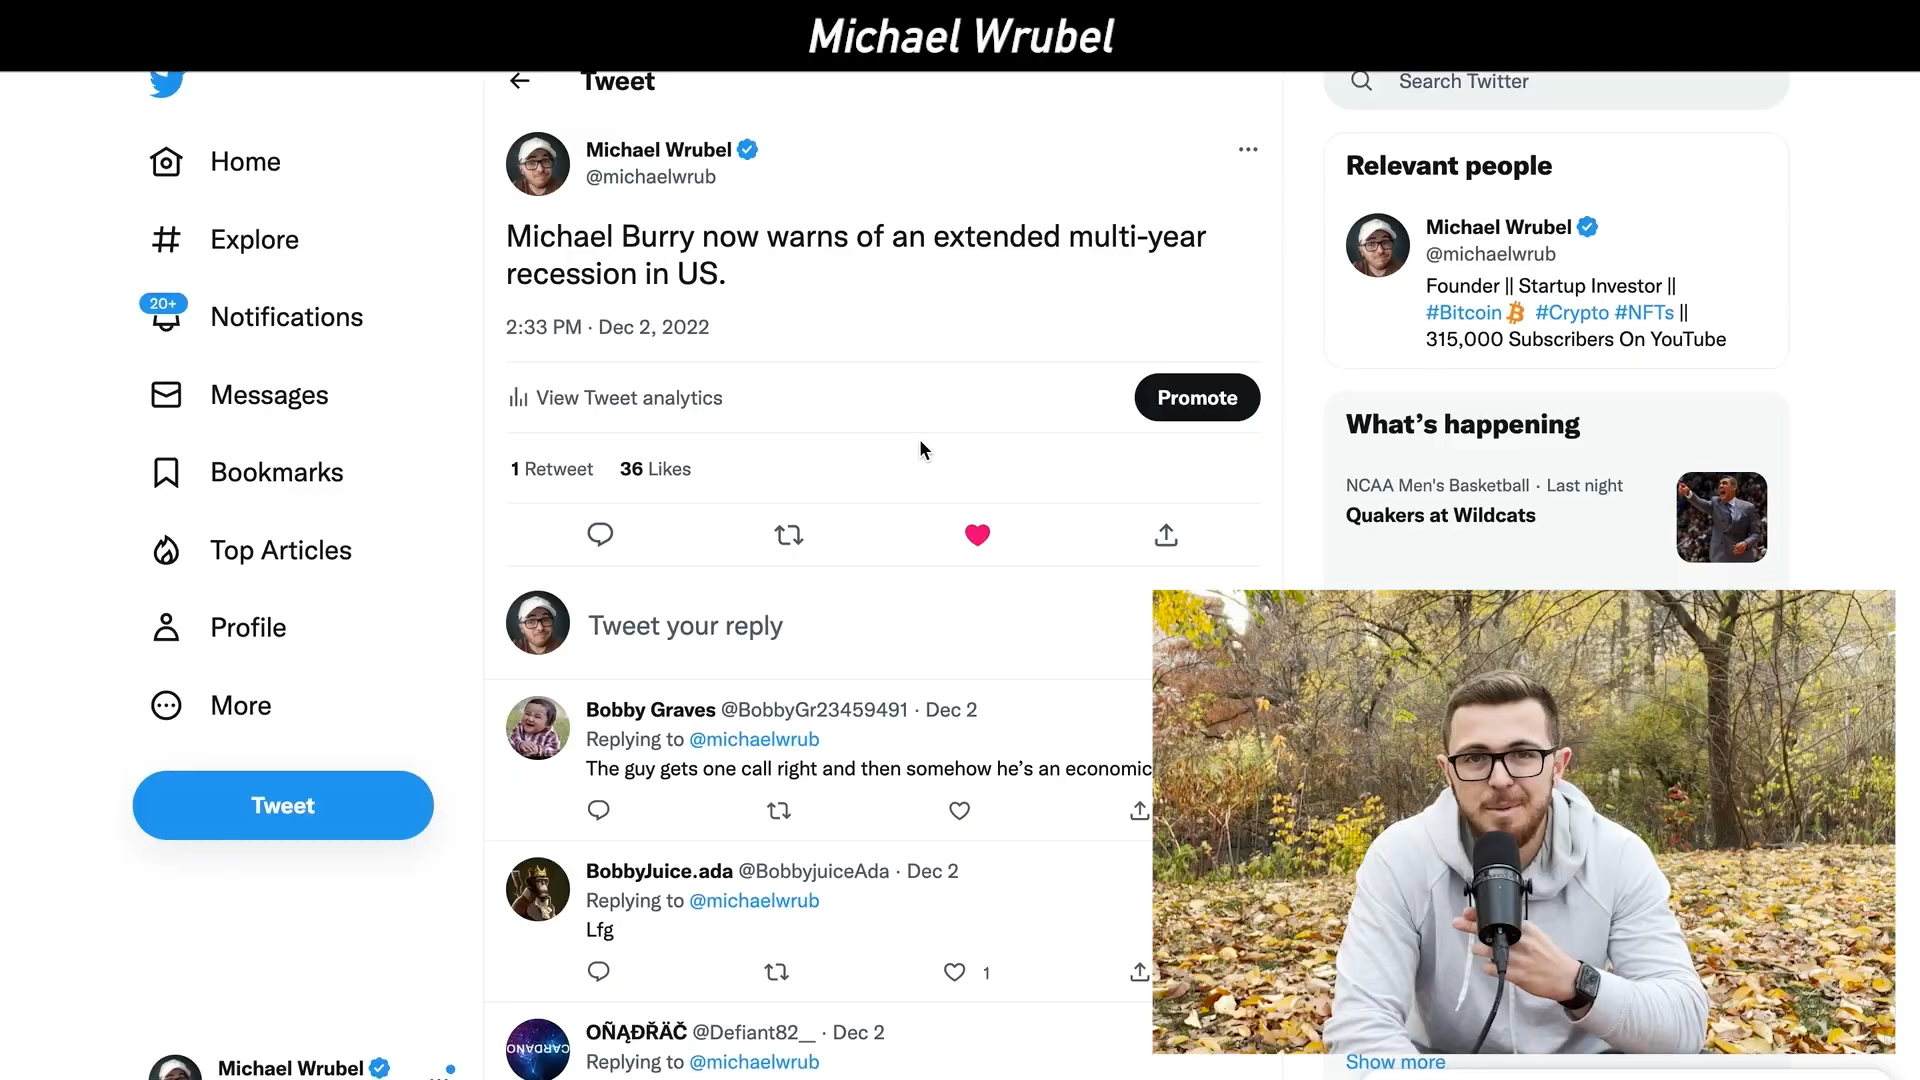 Michael Wrubel
Tweet
Search Twitter
Home
Explore
20+
Notifications
Messages
Bookmarks
Top Articles
Profile
More
Tweet
Michael Wrubel
Michael Wrubel
@michaelwrub
Michael Burry now warns of an extended multi-year
recession in US.
2:33 PM · Dec 2, 2022
View Tweet analytics
Promote
1 Retweet 36 Likes
Tweet your reply
Bobby Graves @BobbyGr23459491 · Dec 2
Replying to @michaelwrub
The guy gets one call right and then somehow he's an economic
BobbyJuice.ada @BobbyjuiceAda · Dec 2
Replying to @michaelwrub
Lfg
1
OÑĄĐŘÄČ @Defiant82__ · Dec 2
Replying to @michaelwrub
Relevant people
Michael Wrubel
@michaelwrub
Founder || Startup Investor ||
#Bitcoin #Crypto #NFTs ||
315,000 Subscribers On YouTube
What's happening
NCAA Men's Basketball · Last night
Quakers at Wildcats
Show more